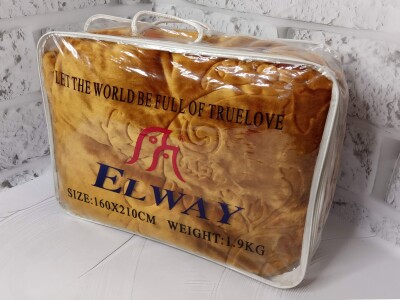 LET THE WORLD BE FULL OF TRUELOVE
ELWAY
SIZE:160X210CM WEIGHT:1.9KG